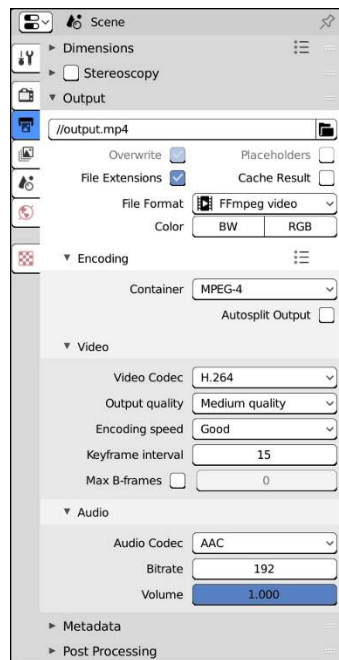 Scene
Dimensions
Stereoscopy
Output
//output.mp4
Overwrite Placeholders
File Extensions Cache Result
File Format FFmpeg video
Color BW RGB
Encoding
Container MPEG-4
Autosplit Output
Video
Video Codec H.264
Output quality Medium quality
Encoding speed Good
Keyframe interval 15
Max B-frames 0
Audio
Audio Codec AAC
Bitrate 192
Volume 1.000
Metadata
Post Processing